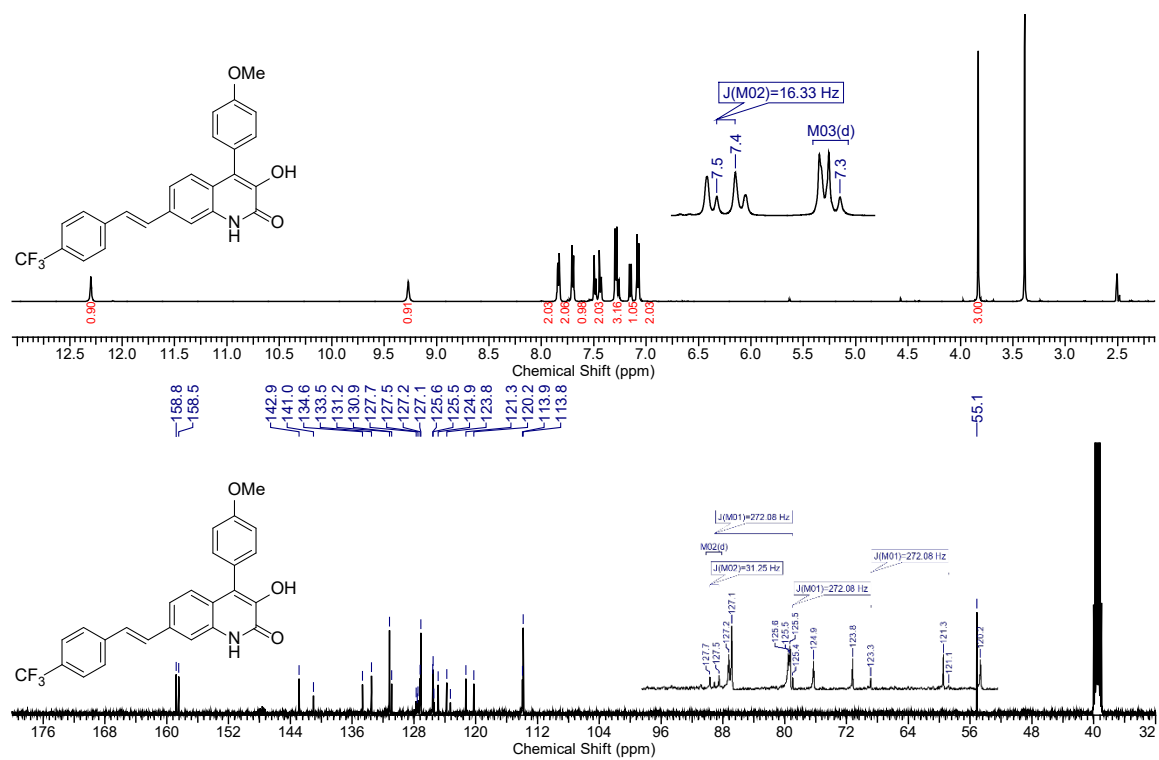 OMe
OH
O
N
H
CF3
J(M02)=16.33 Hz
M03(d)
7.5
7.4
7.3
0.90
0.91
2.03
2.06
0.98
2.03
3.16
1.05
2.03
3.00
12.5 12.0 11.5 11.0 10.5 10.0 9.5 9.0 8.5 8.0 7.5 7.0 6.5 6.0 5.5 5.0 4.5 4.0 3.5 3.0 2.5
Chemical Shift (ppm)
158.8
158.5
142.9
141.0
134.6
133.5
131.2
130.9
127.7
127.5
127.2
127.1
125.6
125.5
124.9
123.8
121.3
120.2
113.9
113.8
55.1
OMe
OH
O
N
H
CF3
J(M01)=272.08 Hz
M02(d)
J(M02)=31.25 Hz
J(M01)=272.08 Hz
J(M01)=272.08 Hz
127.7
127.5
127.2
127.1
125.6
125.5
125.5
125.4
124.9
123.8
123.3
121.3
121.1
120.2
176 168 160 152 144 136 128 120 112 104 96 88 80 72 64 56 48 40 32
Chemical Shift (ppm)